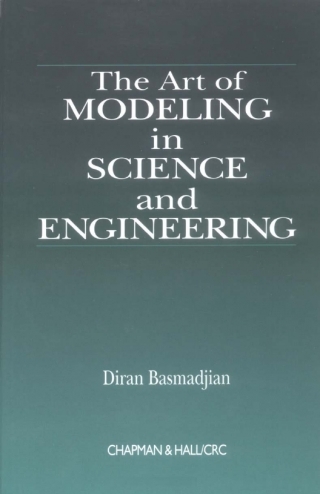 The Art of
MODELING
in
SCIENCE
and
ENGINEERING
Diran Basmadjian
CHAPMAN & HALL/CRC